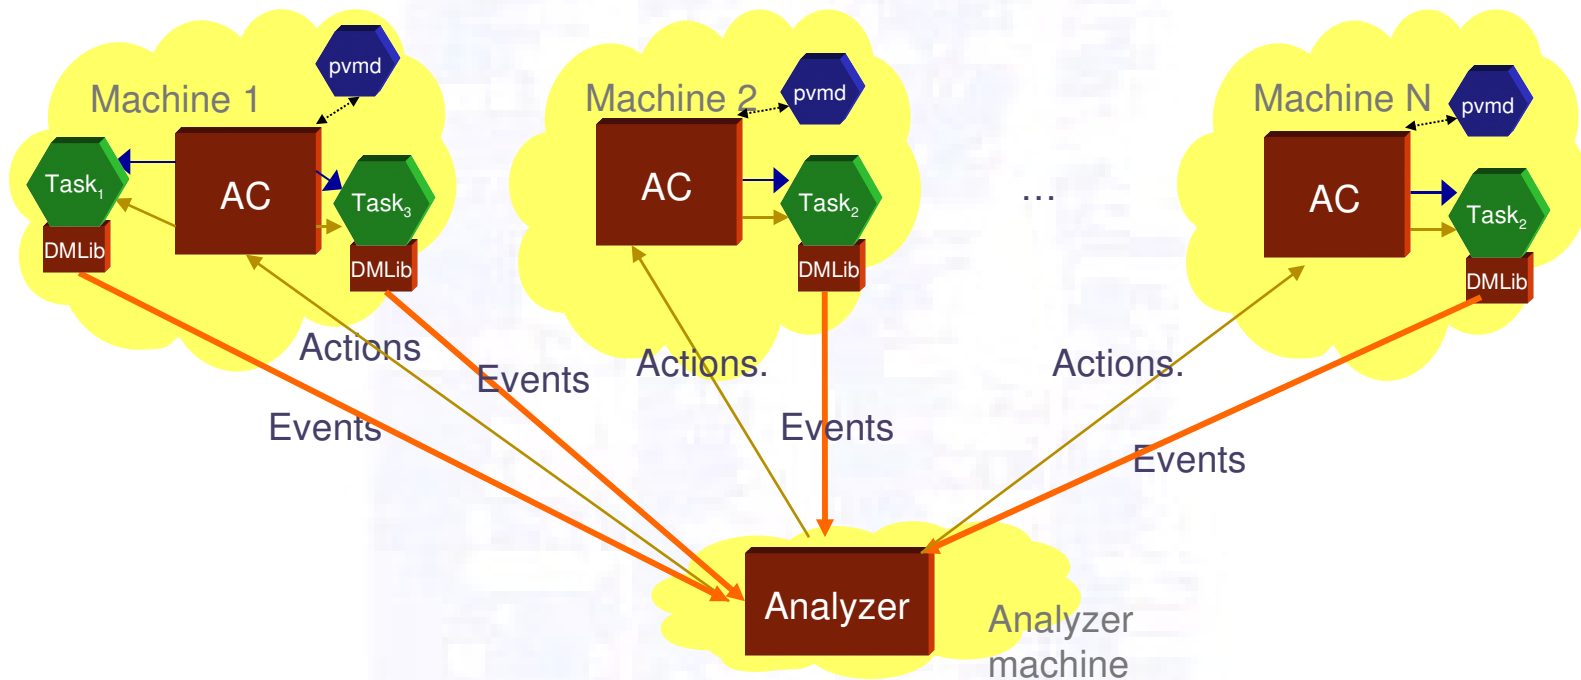 pvmd
Machine 1
Task1
AC
Task3
DMLib
DMLib
pvmd
Machine 2
AC
Task2
DMLib
...
pvmd
Machine N
AC
Task2
DMLib
Actions
Events
Events
Actions.
Events
Actions.
Events
Analyzer
Analyzer
machine